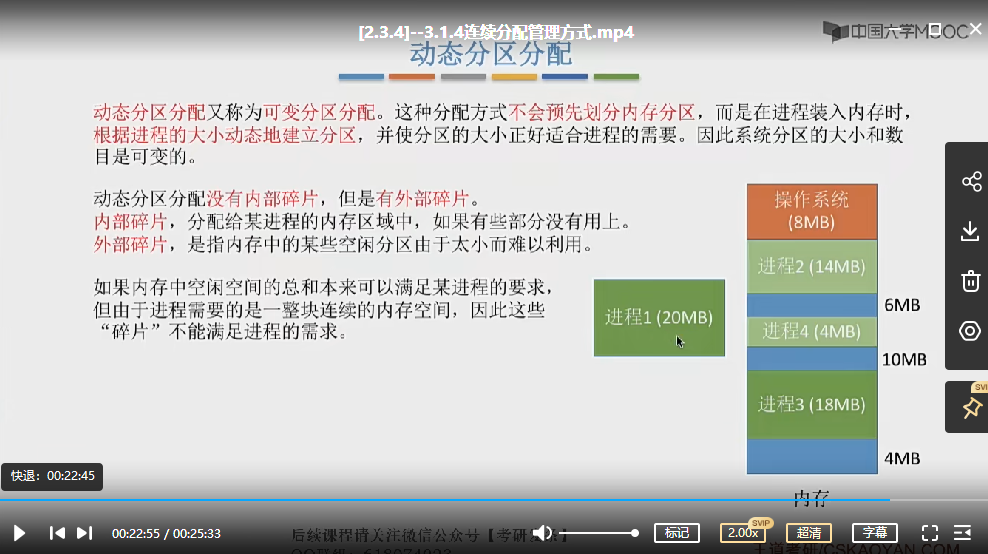 [2.3.4]--3.1.4连续分配管理方式.mp4
中国大学MOOC
动态分区分配
动态分区分配又称为可变分区分配。这种分配方式不会预先划分内存分区，而是在进程装入内存时，
根据进程的大小动态地建立分区，并使分区的大小正好适合进程的需要。因此系统分区的大小和数
目是可变的。
动态分区分配没有内部碎片，但是有外部碎片。
内部碎片，分配给某进程的内存区域中，如果有些部分没有用上。
外部碎片，是指内存中的某些空闲分区由于太小而难以利用。
如果内存中空闲空间的总和本来可以满足某进程的要求，
但由于进程需要的是一整块连续的内存空间，因此这些
“碎片”不能满足进程的需求。
进程1 (20MB)
操作系统
(8MB)
进程2 (14MB)
6MB
进程4 (4MB)
10MB
进程3 (18MB)
4MB
内存
SVI
快退：00:22:45
00:22:55 / 00:25:33
后续课程请关注微信公众号
标记
2.00x
SVIP
超清
字幕